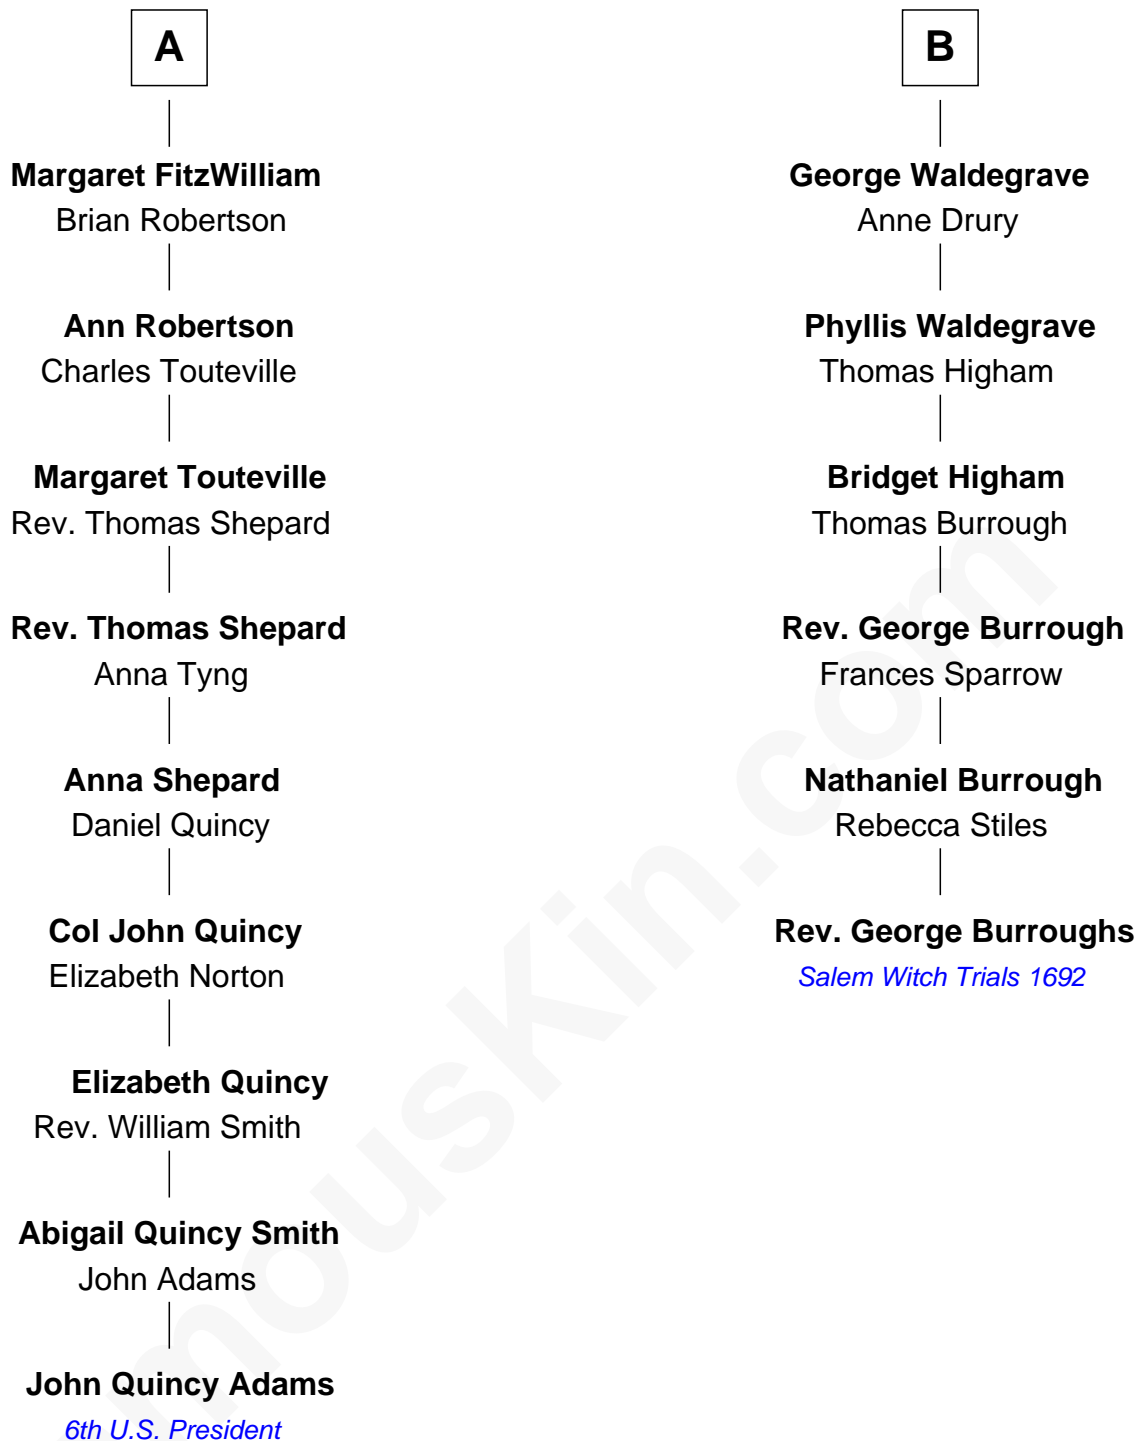 A
Margaret FitzWilliam
Brian Robertson
Ann Robertson
Charles Touteville
Margaret Touteville
Rev. Thomas Shepard
Rev. Thomas Shepard
Anna Tyng
Anna Shepard
Daniel Quincy
Col John Quincy
Elizabeth Norton
Elizabeth Quincy
Rev. William Smith
Abigail Quincy Smith
John Adams
John Quincy Adams
6th U.S. President
B
George Waldegrave
Anne Drury
Phyllis Waldegrave
Thomas Higham
Bridget Higham
Thomas Burrough
Rev. George Burrough
Frances Sparrow
Nathaniel Burrough
Rebecca Stiles
Rev. George Burroughs
Salem Witch Trials 1692
mousKin.com